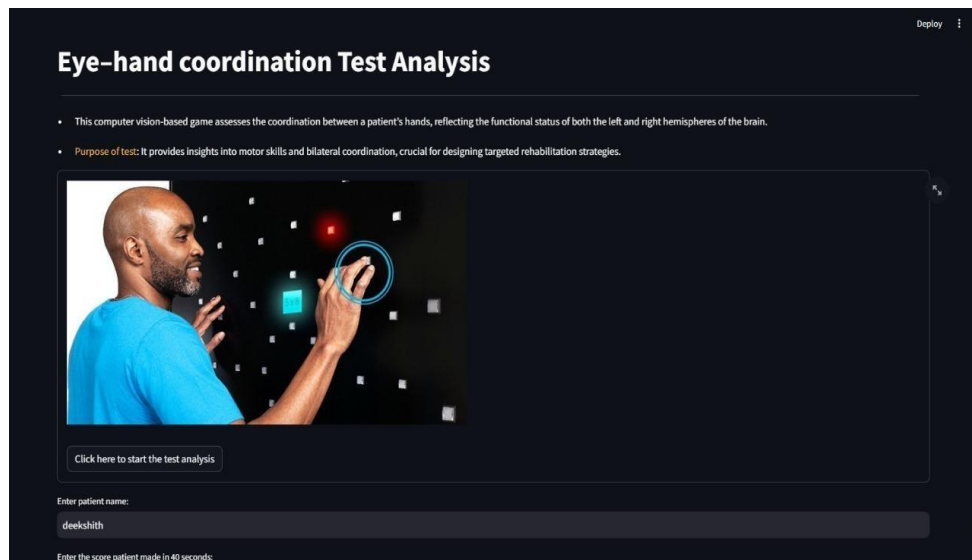 Deploy
Eye–hand coordination Test Analysis
• This computer vision-based game assesses the coordination between a patient's hands, reflecting the functional status of both the left and right hemispheres of the brain.
• Purpose of test: It provides insights into motor skills and bilateral coordination, crucial for designing targeted rehabilitation strategies.
Click here to start the test analysis
Enter patient name:
deekshith
Enter the score patient made in 40 seconds: